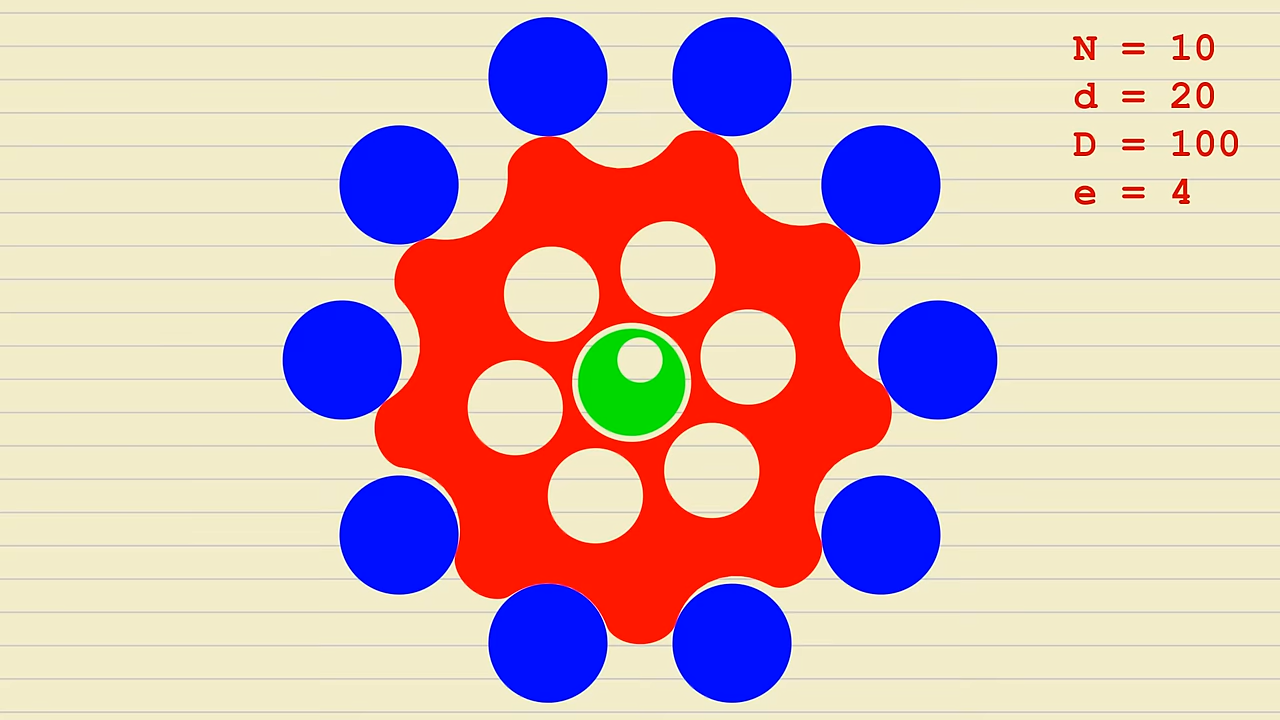 N = 10
d = 20
D = 100
e = 4